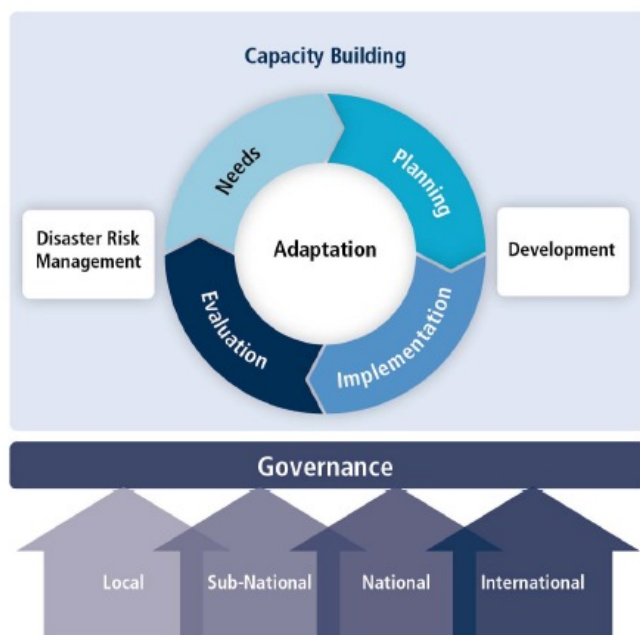 Capacity Building
Needs
Planning
Disaster Risk
Management
Adaptation
Development
Evaluation
Implementation
Governance
Local
Sub-National
National
International